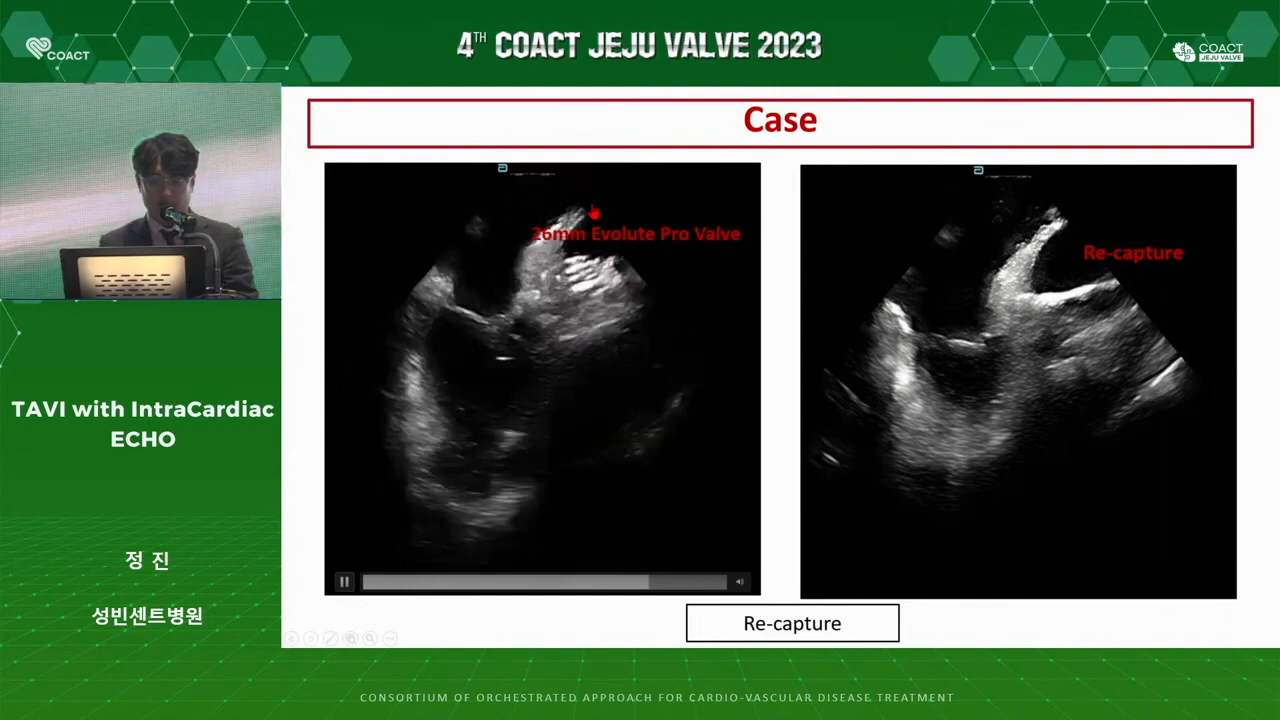 COACT
4TH COACT JEJU VALVE 2023
COACT
JEJU VALVE
Case
26mm Evolute Pro Valve
Re-capture
Re-capture
TAVI with IntraCardiac
ECHO
정 진
성빈센트병원
CONSORTIUM OF ORCHESTRATED APPROACH FOR CARDIO-VASCULAR DISEASE TREATMENT